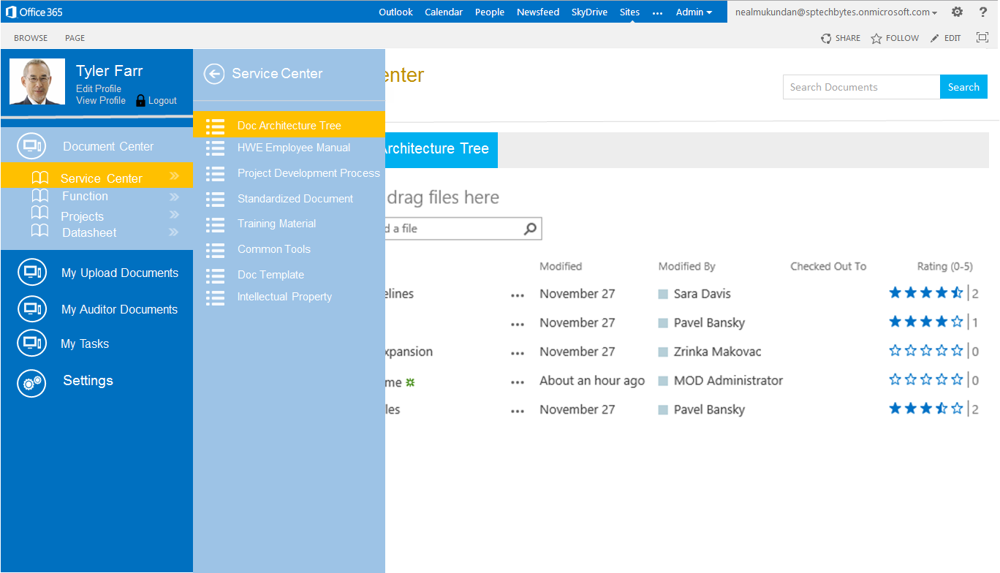 Office 365
Outlook Calendar People Newsfeed SkyDrive Sites ... Admin
nealmukundan@sptechbytes.onmicrosoft.com ?
BROWSE PAGE
SHARE FOLLOW EDIT
Tyler Farr
Edit Profile
View Profile Logout
Document Center
Service Center
Function
Projects
Datasheet
My Upload Documents
My Auditor Documents
My Tasks
Settings
Service Center
Doc Architecture Tree
HWE Employee Manual
Project Development Process
Standardized Document
Training Material
Common Tools
Doc Template
Intellectual Property
enter
Search Documents Search
Architecture Tree
drag files here
d a file
Modified Modified By Checked Out To Rating (0-5)
elines ... November 27 Sara Davis 2
... November 27 Pavel Bansky 1
xpansion ... November 27 Zrinka Makovac 0
me ... About an hour ago MOD Administrator 0
les ... November 27 Pavel Bansky 2